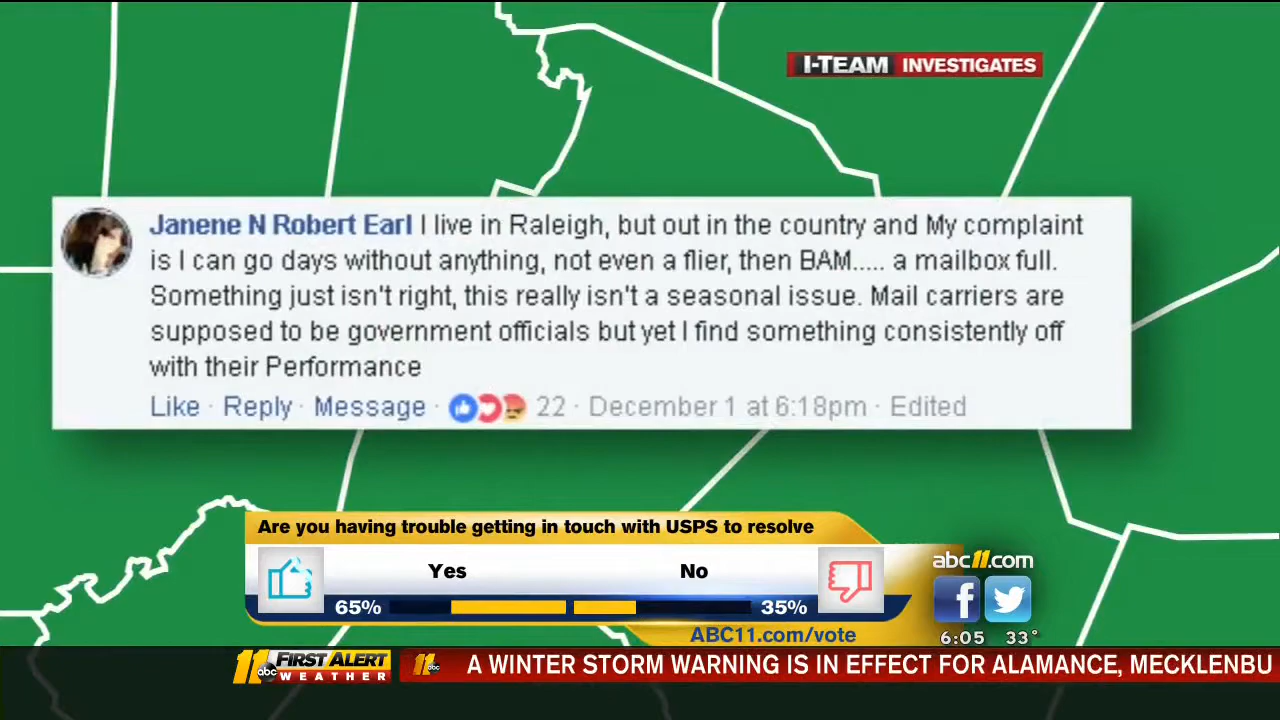 I-TEAM INVESTIGATES
Janene N Robert Earl I live in Raleigh, but out in the country and My complaint
is I can go days without anything, not even a flier, then BAM..... a mailbox full.
Something just isn't right, this really isn't a seasonal issue. Mail carriers are
supposed to be government officials but yet I find something consistently off
with their Performance
Like · Reply · Message · 22 · December 1 at 6:18pm · Edited
Are you having trouble getting in touch with USPS to resolve
Yes No
65% 35%
ABC11.com/vote
abc11.com
6:05 33°
11 abc FIRST ALERT
WEATHER
11 abc A WINTER STORM WARNING IS IN EFFECT FOR ALAMANCE, MECKLENBU